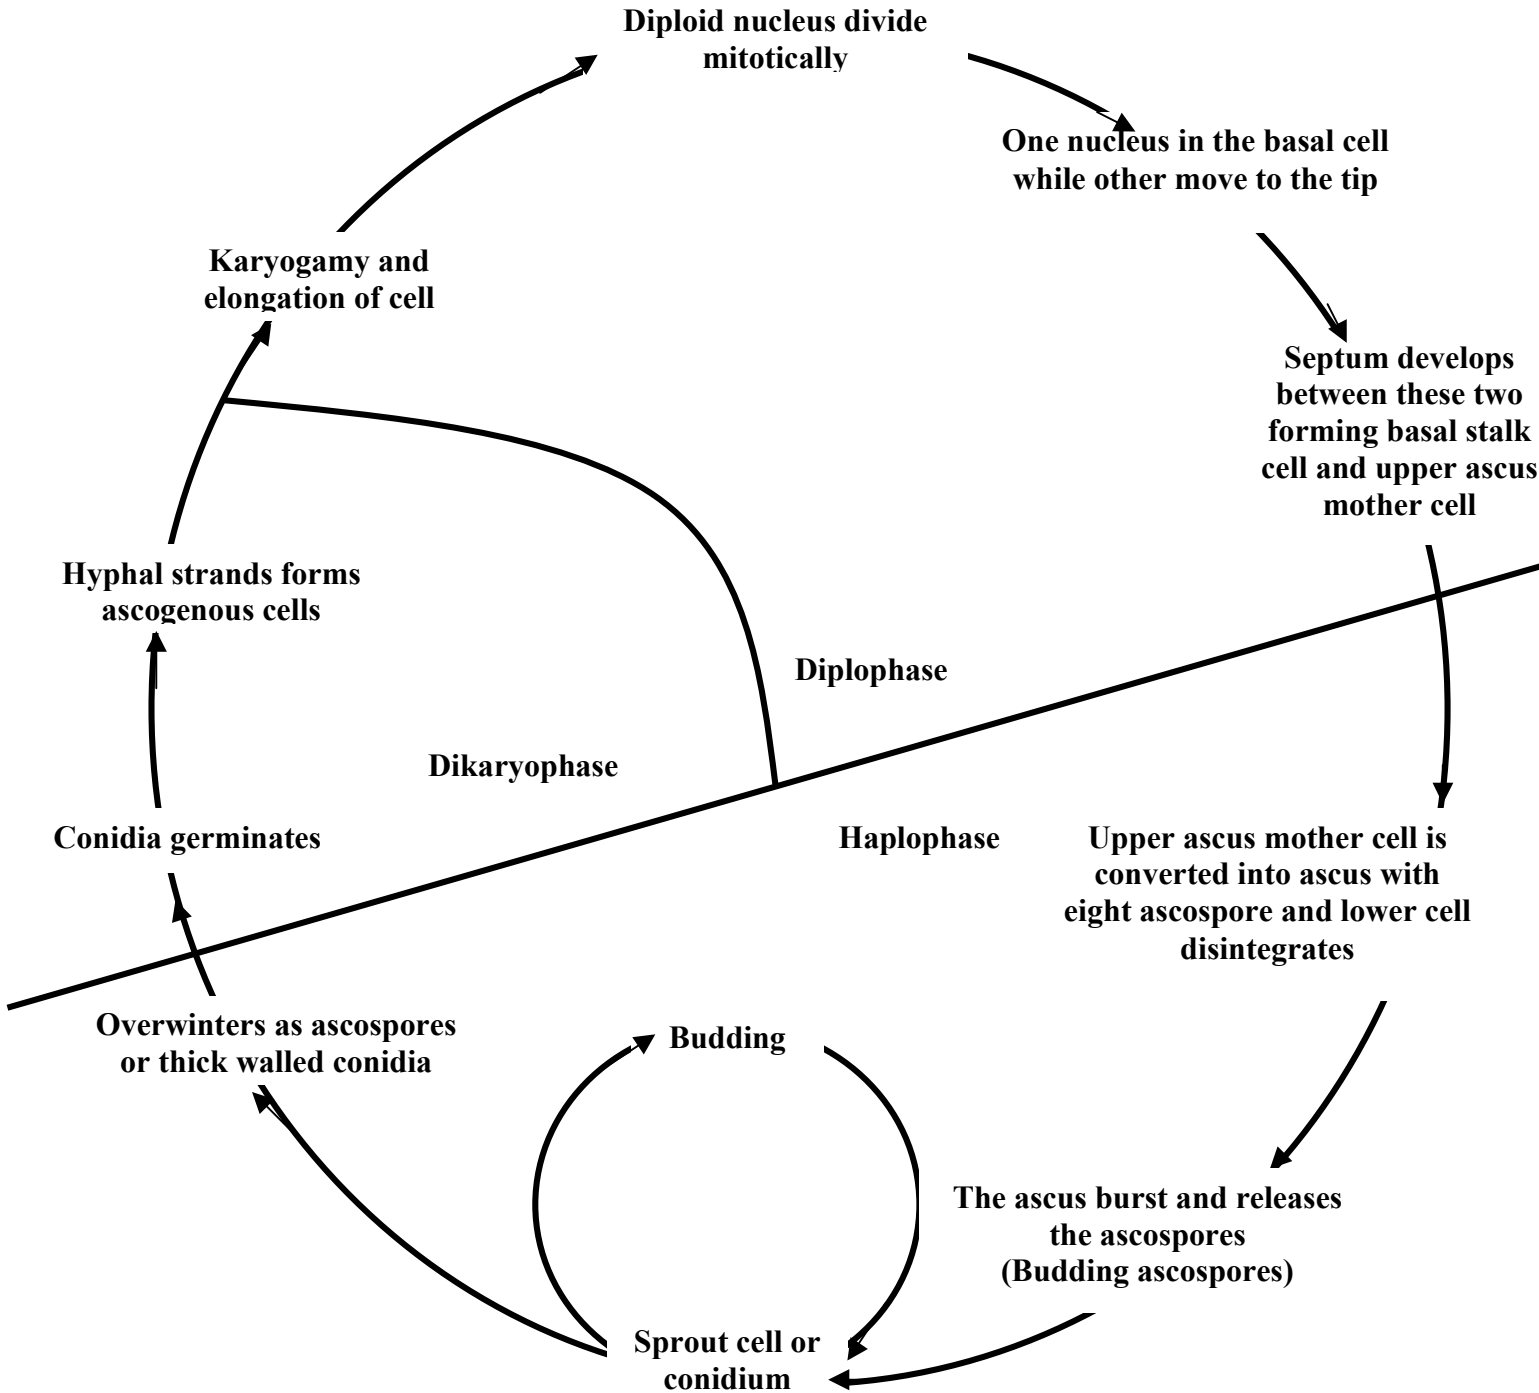 Diploid nucleus divide
mitotically
One nucleus in the basal cell
while other move to the tip
Karyogamy and
elongation of cell
Septum develops
between these two
forming basal stalk
cell and upper ascus
mother cell
Hyphal strands forms
ascogenous cells
Diplophase
Dikaryophase
Conidia germinates
Haplophase
Upper ascus mother cell is
converted into ascus with
eight ascospore and lower cell
disintegrates
Overwinters as ascospores
or thick walled conidia
Budding
The ascus burst and releases
the ascospores
(Budding ascospores)
Sprout cell or
conidium